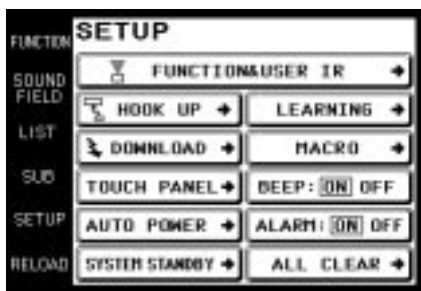 SETUP
FUNCTION
FUNCTION&USER IR
SOUND
FIELD
HOOK UP
LEARNING
LIST
DOWNLOAD
MACRO
SUB
TOUCH PANEL
BEEP: ON OFF
SETUP
AUTO POWER
ALARM: ON OFF
RELOAD
SYSTEM STANDBY
ALL CLEAR